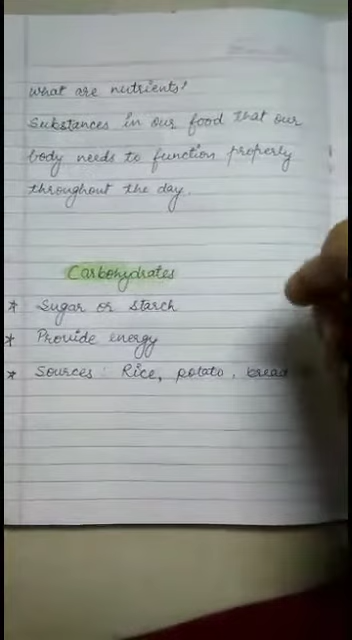 what are nutrients?
Substances in our food that our
body needs to function properly
throughout the day.
Carbohydrates
* Sugar or starch
* Provide energy
* Sources : Rice, potato, bread